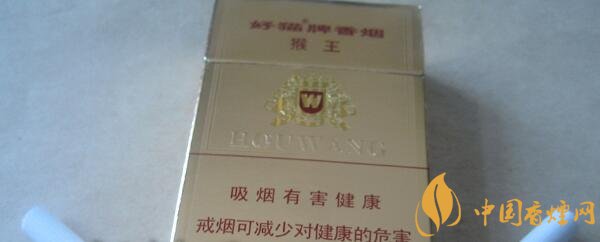 好猫®牌香烟
猴王
W
HOUWANG
吸烟有害健康
戒烟可减少对健康的危害
中国香烟网